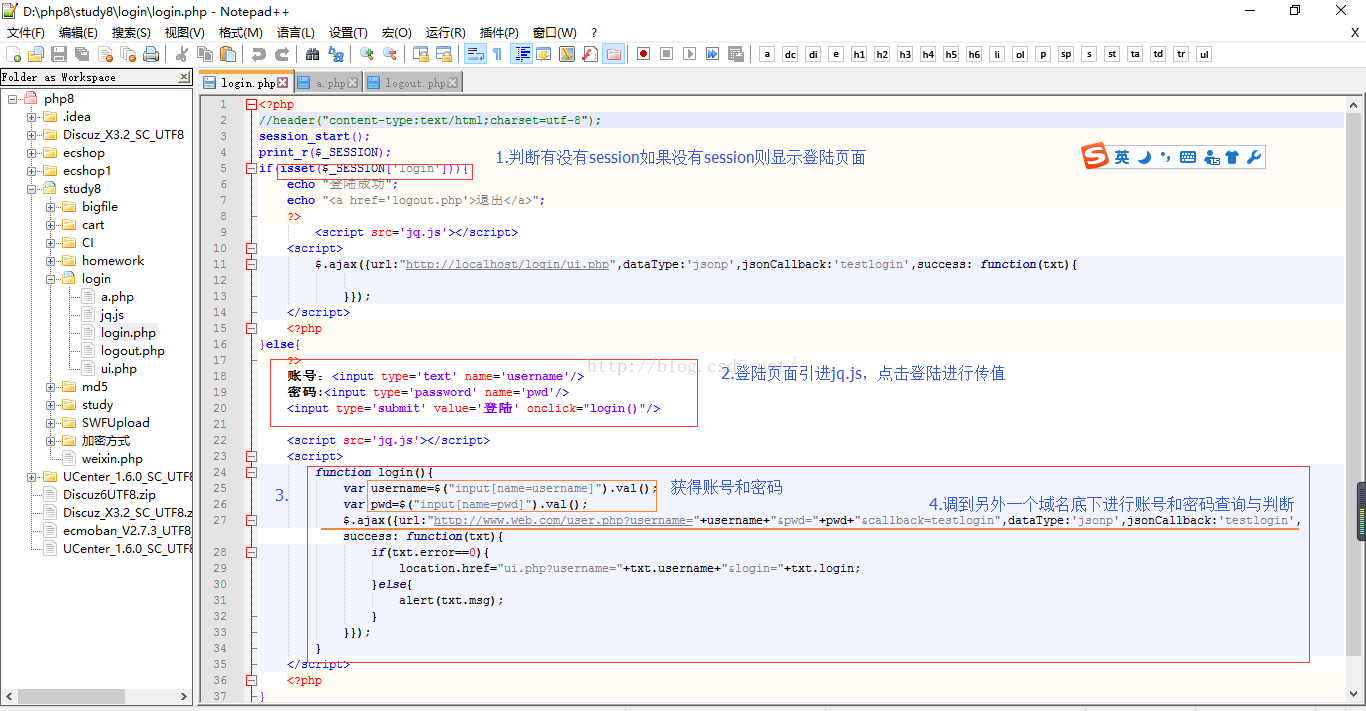 D:\php8\study8\login\login.php - Notepad++
文件(F) 编辑(E) 搜索(S) 视图(V) 格式(M) 语言(L) 设置(T) 宏(O) 运行(R) 插件(P) 窗口(W) ? X
a dc di e h1 h2 h3 h4 h5 h6 li ol p sp s st ta td tr ul
Folder as Workspace
login.php a.php logout.php
php8
.idea
Discuz_X3.2_SC_UTF8
ecshop
ecshop1
study8
bigfile
cart
CI
homework
login
a.php
jq.js
login.php
logout.php
ui.php
md5
study
SWFUpload
加密方式
weixin.php
UCenter_1.6.0_SC_UTF8
Discuz6UTF8.zip
Discuz_X3.2_SC_UTF8.z
ecmoban_V2.7.3_UTF8
UCenter_1.6.0_SC_UTF8
1 <?php
2 //header("content-type:text/html;charset=utf-8");
3 session_start();
4 print_r($_SESSION);
1.判断有没有session如果没有session则显示登陆页面
英
5 if(isset($_SESSION['login'])){
6 echo "登陆成功";
7 echo "<a href='logout.php'>退出</a>";
8 ?>
9 <script src='jq.js'></script>
10 <script>
11 $.ajax({url:"http://localhost/login/ui.php",dataType:'jsonp',jsonCallback:'testlogin',success: function(txt){
12
13 }});
14 </script>
15 <?php
16 }else{
17 ?>
http://blog.csdn.net/
18 账号：<input type='text' name='username'/>
2.登陆页面引进jq.js，点击登陆进行传值
19 密码:<input type='password' name='pwd'/>
20 <input type='submit' value='登陆' onclick="login()"/>
21
22 <script src='jq.js'></script>
23 <script>
24 function login(){
3.
25 var username=$("input[name=username]").val();
获得账号和密码
26 var pwd=$("input[name=pwd]").val();
4.调到另外一个域名底下进行账号和密码查询与判断
27 $.ajax({url:"http://www.web.com/user.php?username="+username+"&pwd="+pwd+"&callback=testlogin",dataType:'jsonp',jsonCallback:'testlogin',
success: function(txt){
28 if(txt.error==0){
29 location.href="ui.php?username="+txt.username+"&login="+txt.login;
30 }else{
31 alert(txt.msg);
32 }
33 }});
34 }
35 </script>
36 <?php
37 }